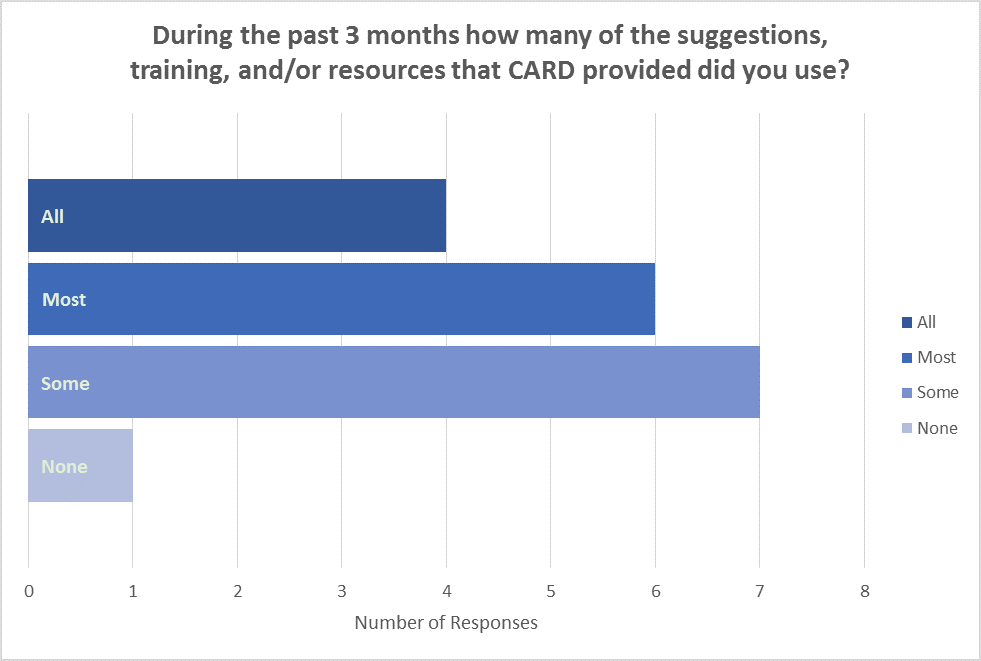 During the past 3 months how many of the suggestions,
training, and/or resources that CARD provided did you use?
All
Most
Some
None
All
Most
Some
None
0 1 2 3 4 5 6 7 8
Number of Responses